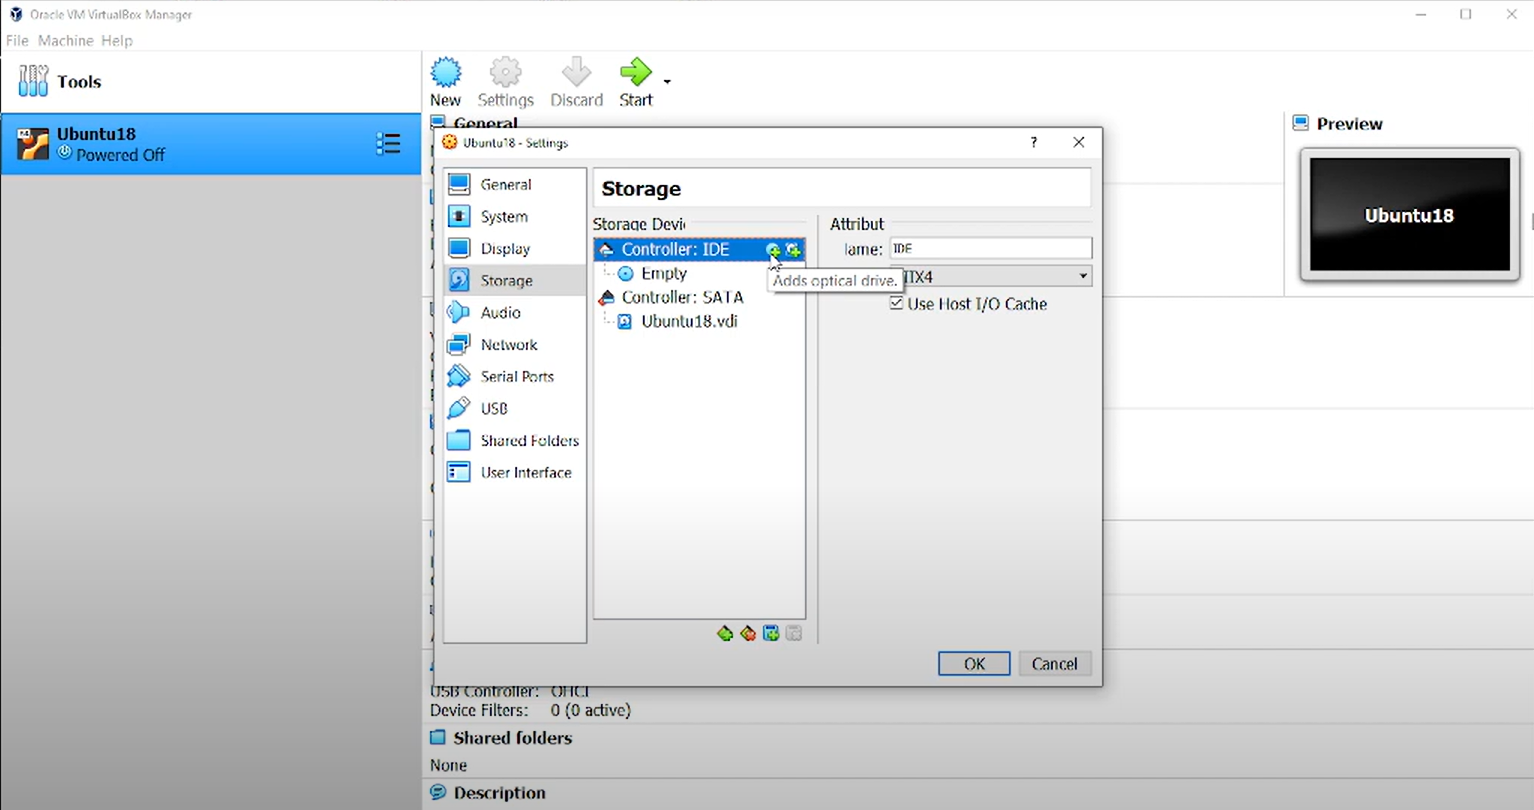 Oracle VM VirtualBox Manager
File Machine Help
Tools
New Settings Discard Start
Ubuntu18
Powered Off
General
Preview
Ubuntu18
Ubuntu18 - Settings
?
General
System
Display
Storage
Audio
Network
Serial Ports
USB
Shared Folders
User Interface
Storage
Storage Devi
Controller: IDE
Empty
Controller: SATA
Ubuntu18.vdi
Adds optical drive.
Attribut
lame: IDE
IIX4
Use Host I/O Cache
OK Cancel
USB Controller: OHCI
Device Filters: 0 (0 active)
Shared folders
None
Description